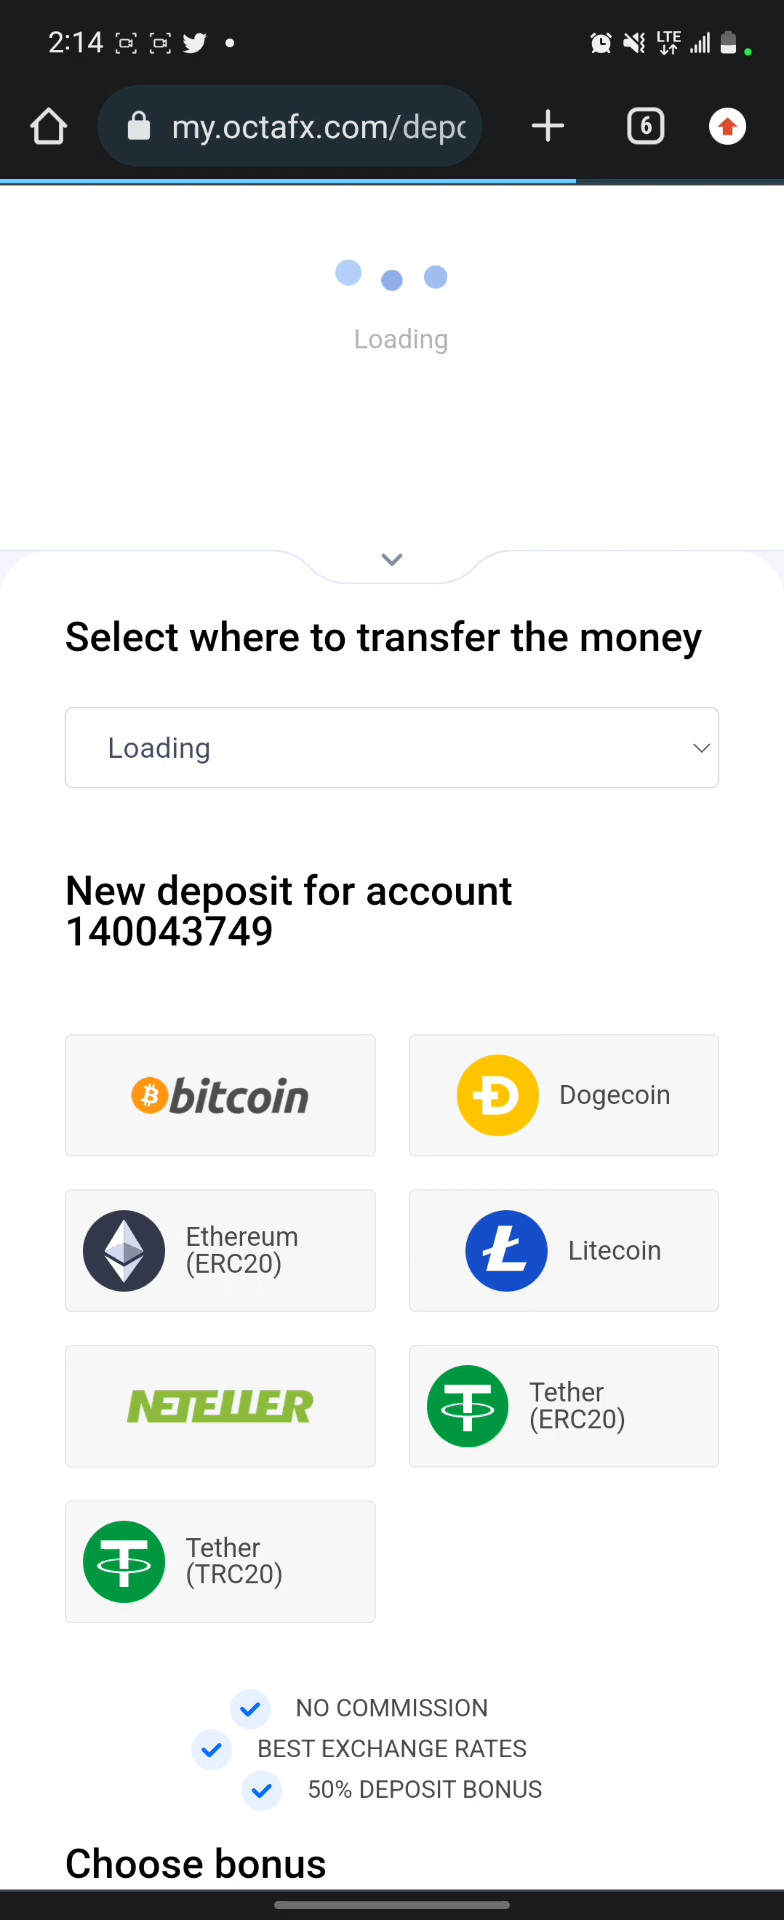 2:14
LTE
my.octafx.com/depo
6
Loading
Select where to transfer the money
Loading
New deposit for account
140043749
bitcoin
Dogecoin
Ethereum
(ERC20)
Litecoin
NETELLER
Tether
(ERC20)
Tether
(TRC20)
NO COMMISSION
BEST EXCHANGE RATES
50% DEPOSIT BONUS
Choose bonus